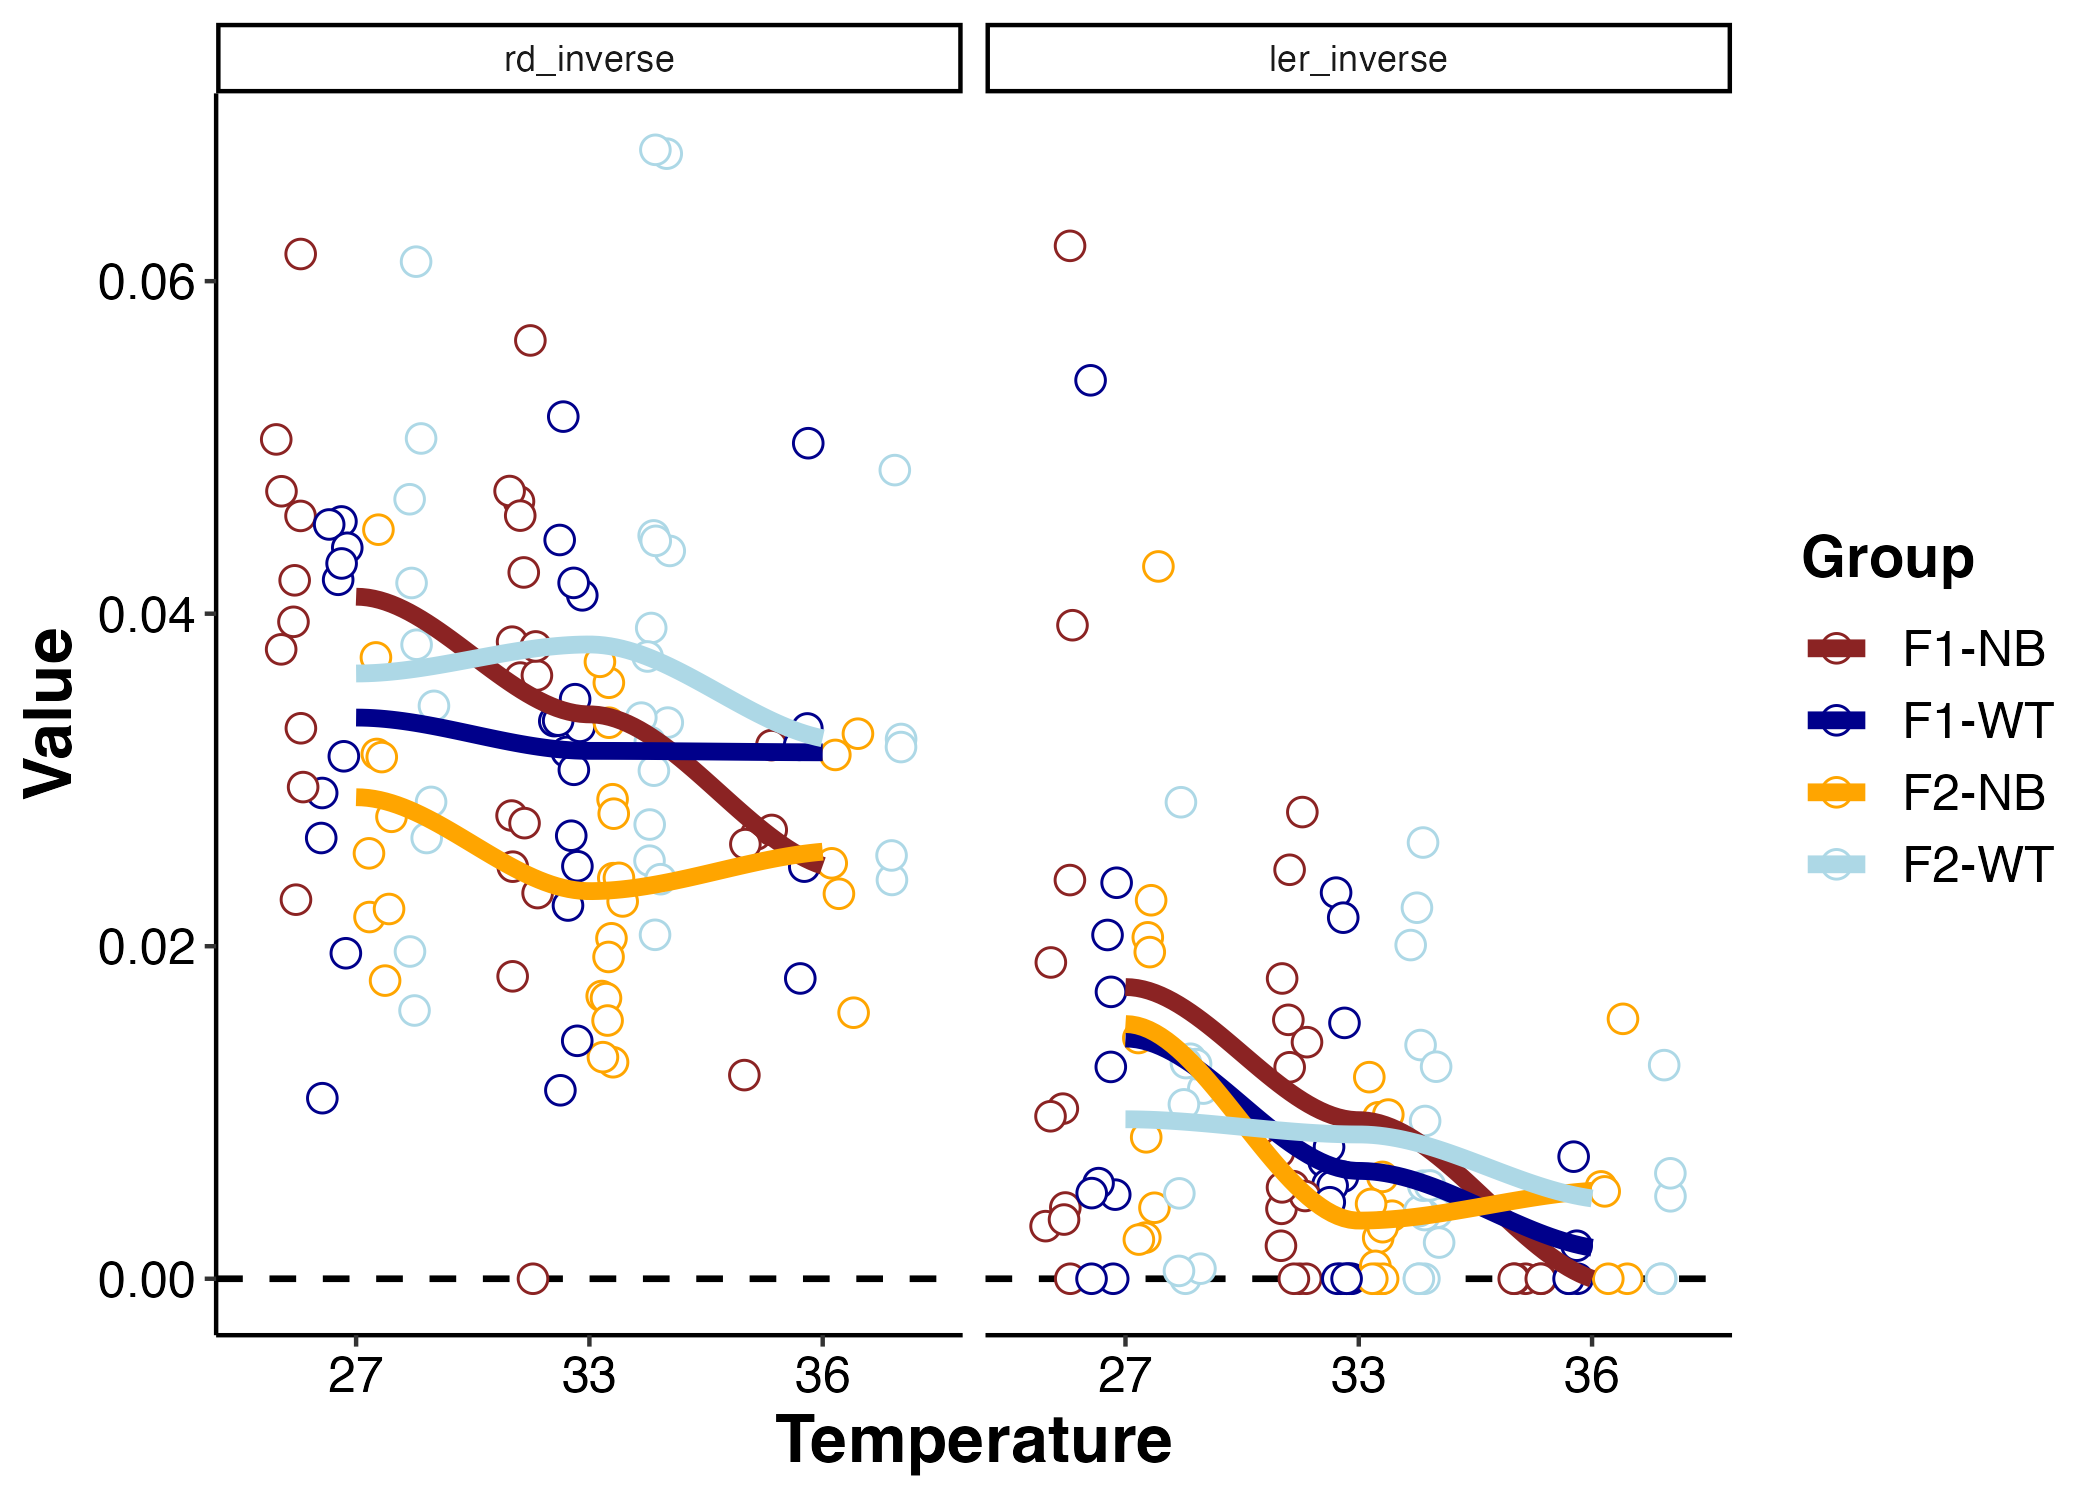 rd_inverse
ler_inverse
Value
0.06
0.04
0.02
0.00
27
33
36
27
33
36
Temperature
Group
F1-NB
F1-WT
F2-NB
F2-WT